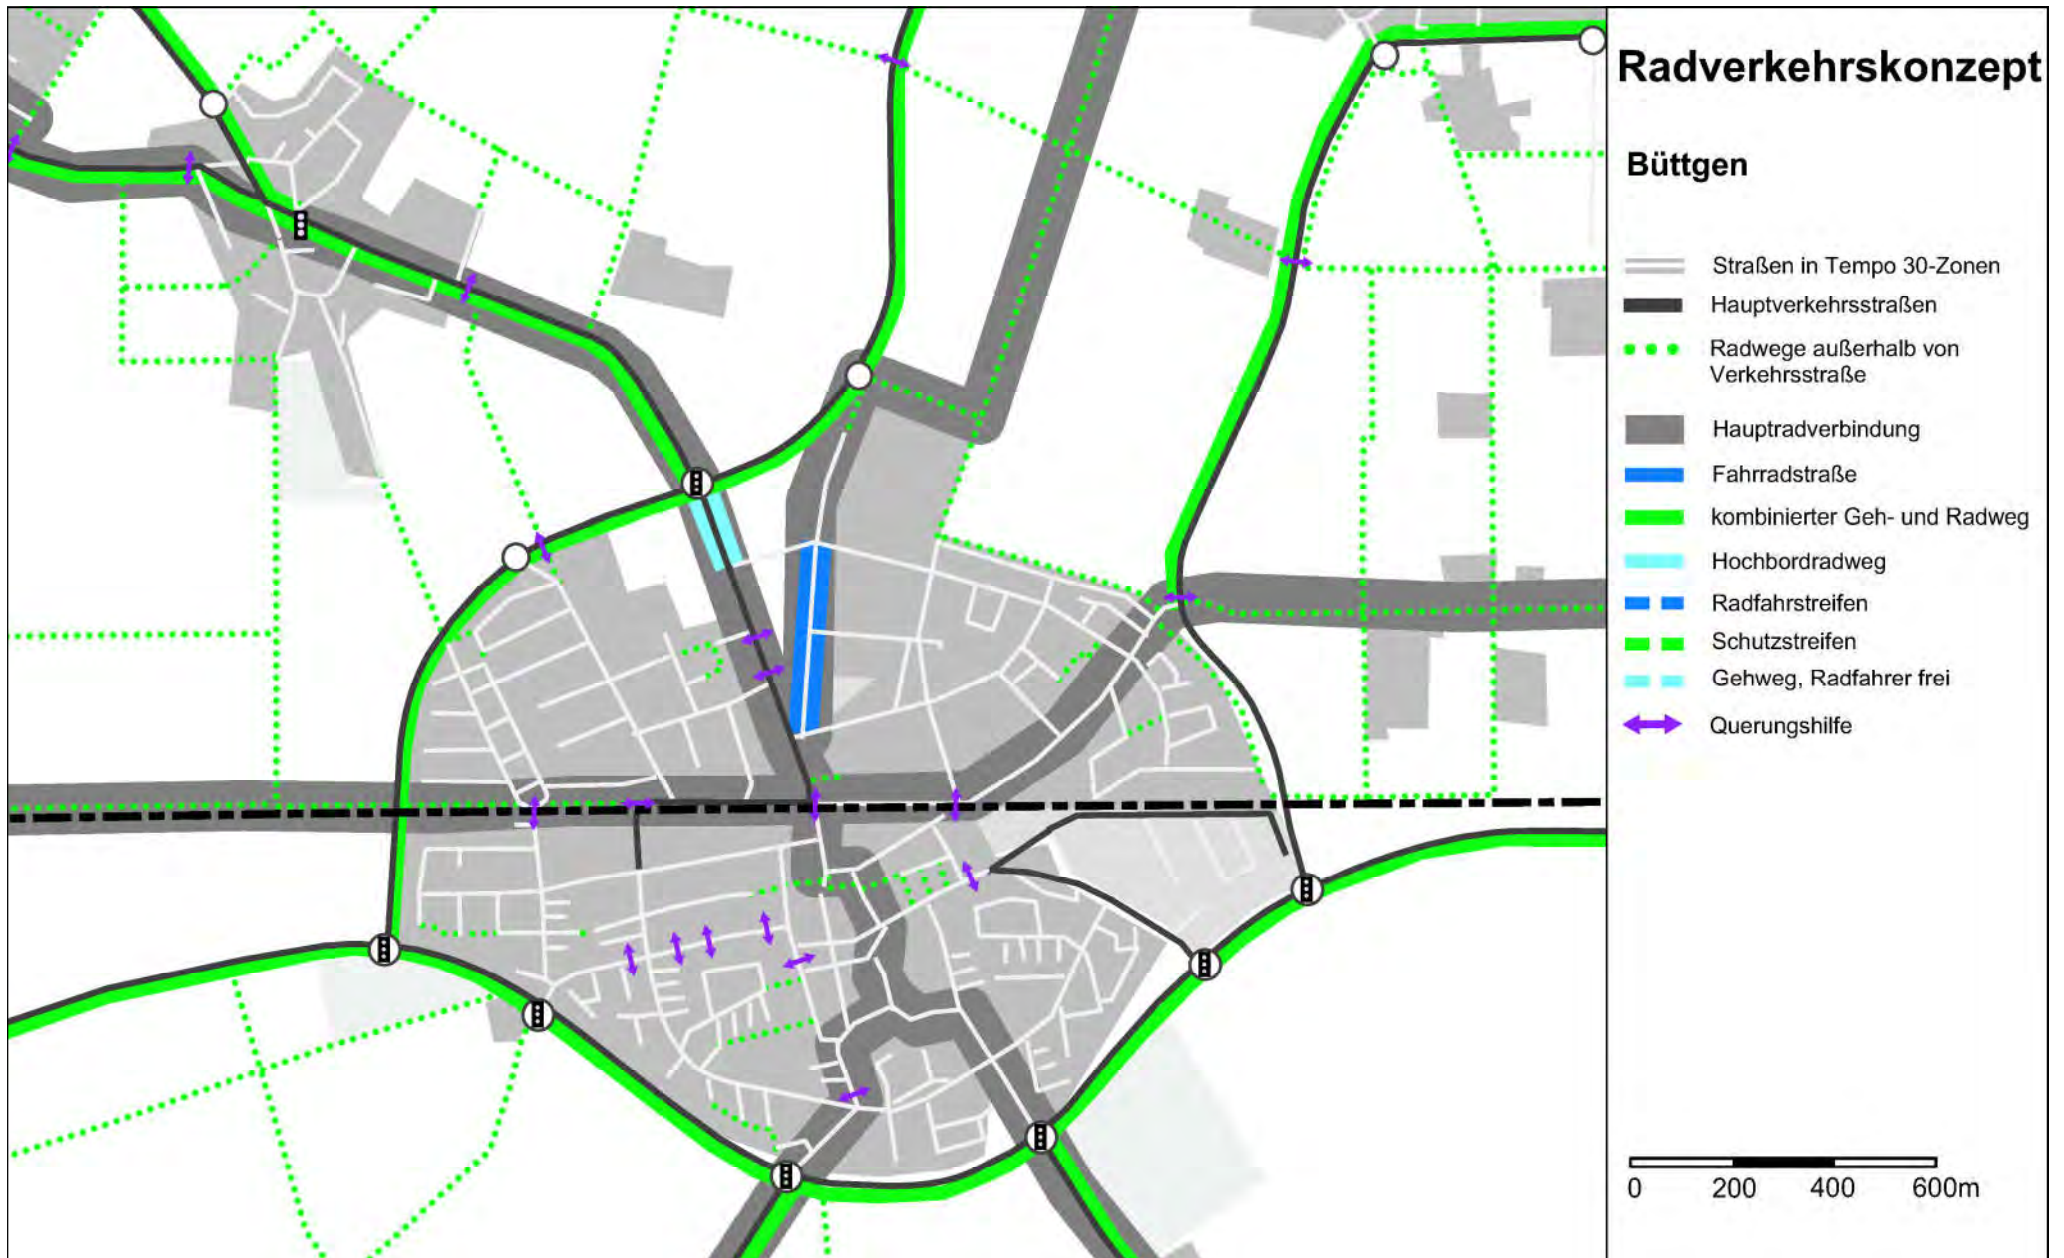 Radverkehrskonzept
Büttgen
Straßen in Tempo 30-Zonen
Hauptverkehrsstraßen
Radwege außerhalb von
Verkehrsstraße
Hauptradverbindung
Fahrradstraße
kombinierter Geh- und Radweg
Hochbordradweg
Radfahrstreifen
Schutzstreifen
Gehweg, Radfahrer frei
Querungshilfe
0 200 400 600m